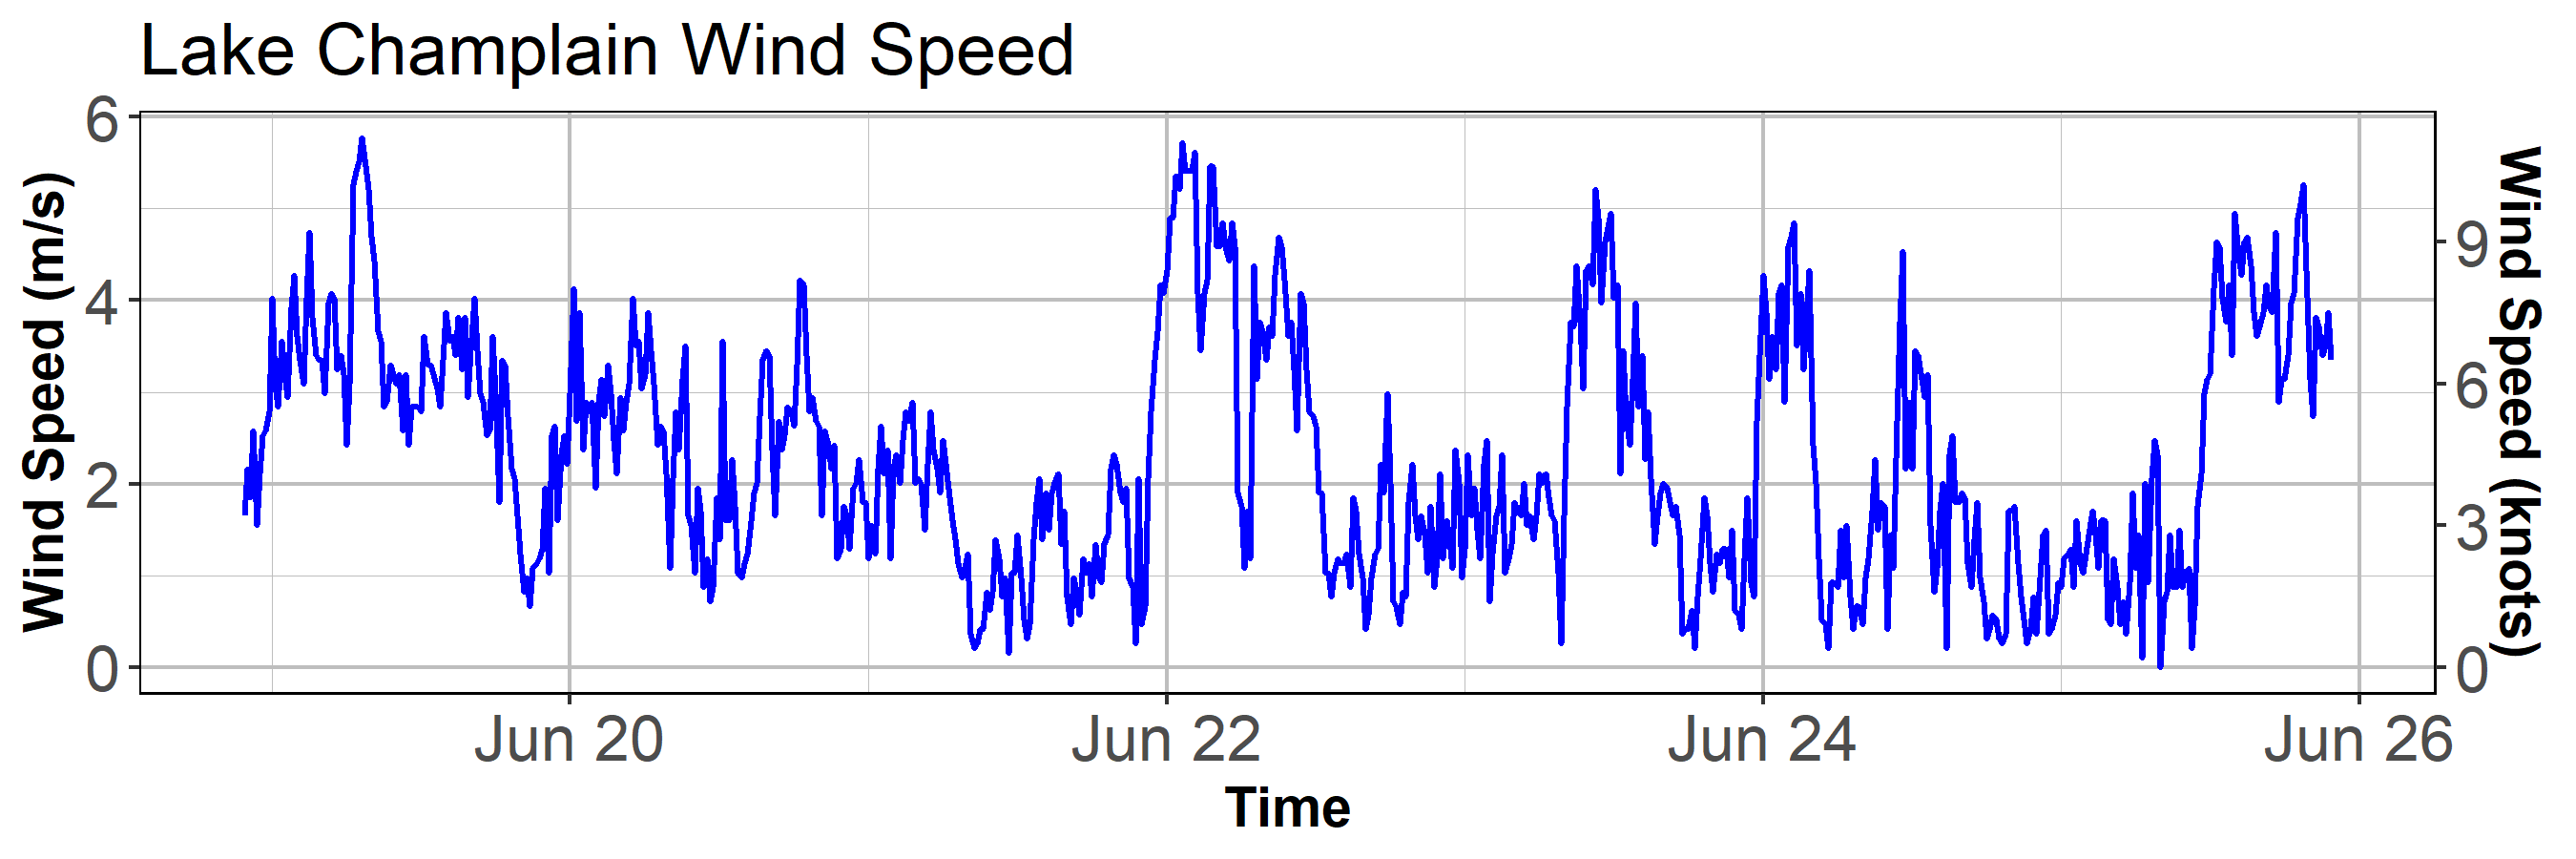 Lake Champlain Wind Speed
Wind Speed (m/s)
6
4
2
0
9
6
3
0
Wind Speed (knots)
Jun 20
Jun 22
Jun 24
Jun 26
Time